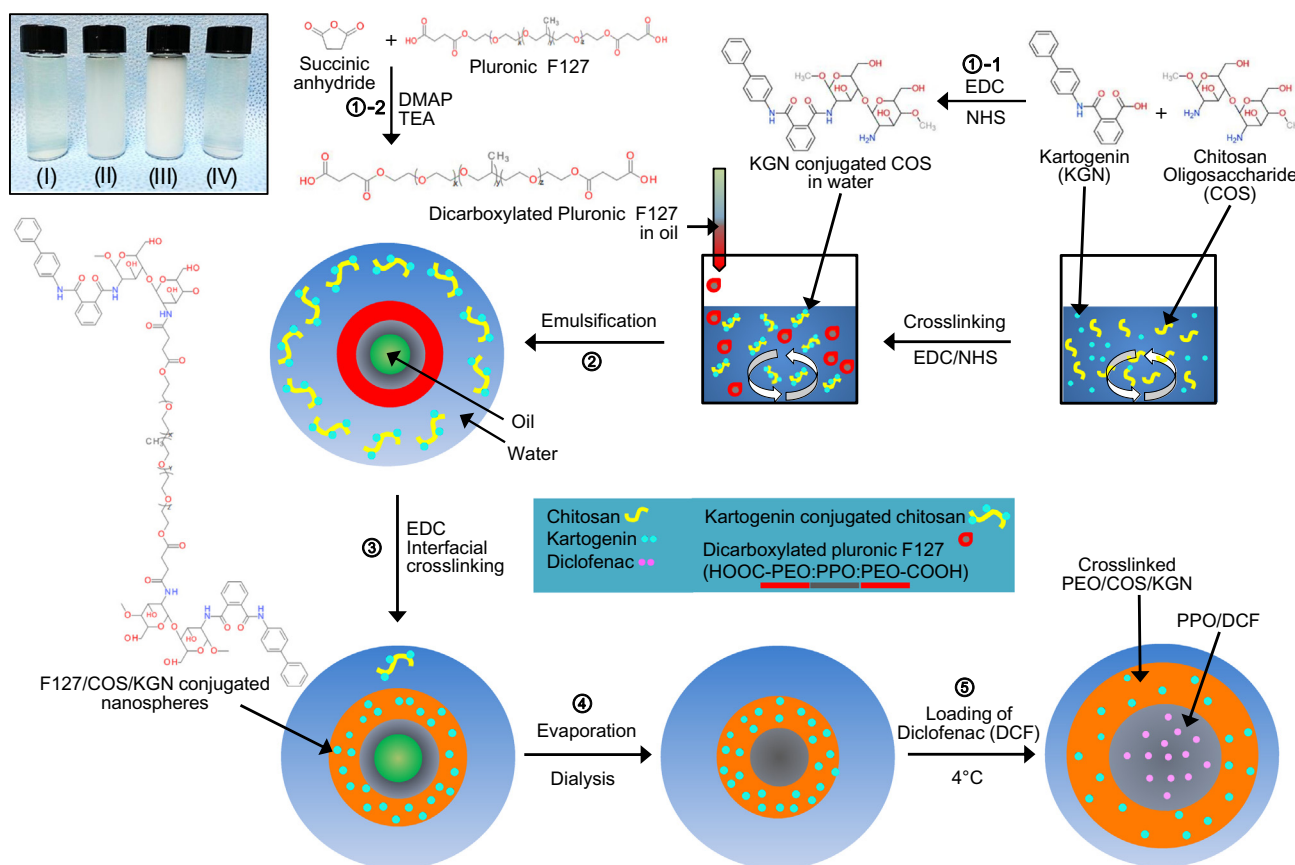 (I) (II) (III) (IV)
Succinic
anhydride
+
Pluronic F127
①-2
DMAP
TEA
Dicarboxylated Pluronic F127
in oil
KGN conjugated COS
in water
①-1
EDC
NHS
Kartogenin
(KGN)
+
Chitosan
Oligosaccharide
(COS)
Crosslinking
EDC/NHS
Emulsification
②
Oil
Water
③
EDC
Interfacial
crosslinking
Chitosan
Kartogenin
Diclofenac
Kartogenin conjugated chitosan
Dicarboxylated pluronic F127
(HOOC-PEO:PPO:PEO-COOH)
F127/COS/KGN conjugated
nanospheres
④
Evaporation
Dialysis
⑤
Loading of
Diclofenac (DCF)
4°C
Crosslinked
PEO/COS/KGN
PPO/DCF